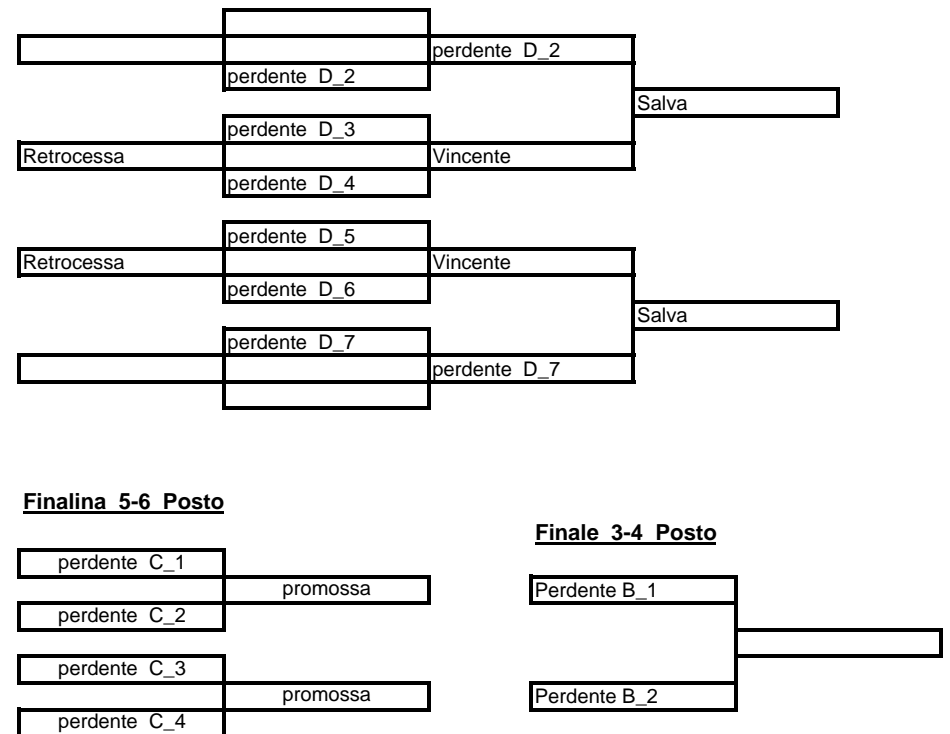 perdente D_2
perdente D_2
Salva
perdente D_3
Retrocessa Vincente
perdente D_4
perdente D_5
Retrocessa Vincente
perdente D_6
Salva
perdente D_7
perdente D_7
Finalina 5-6 Posto
Finale 3-4 Posto
perdente C_1
promossa Perdente B_1
perdente C_2
perdente C_3
promossa Perdente B_2
perdente C_4